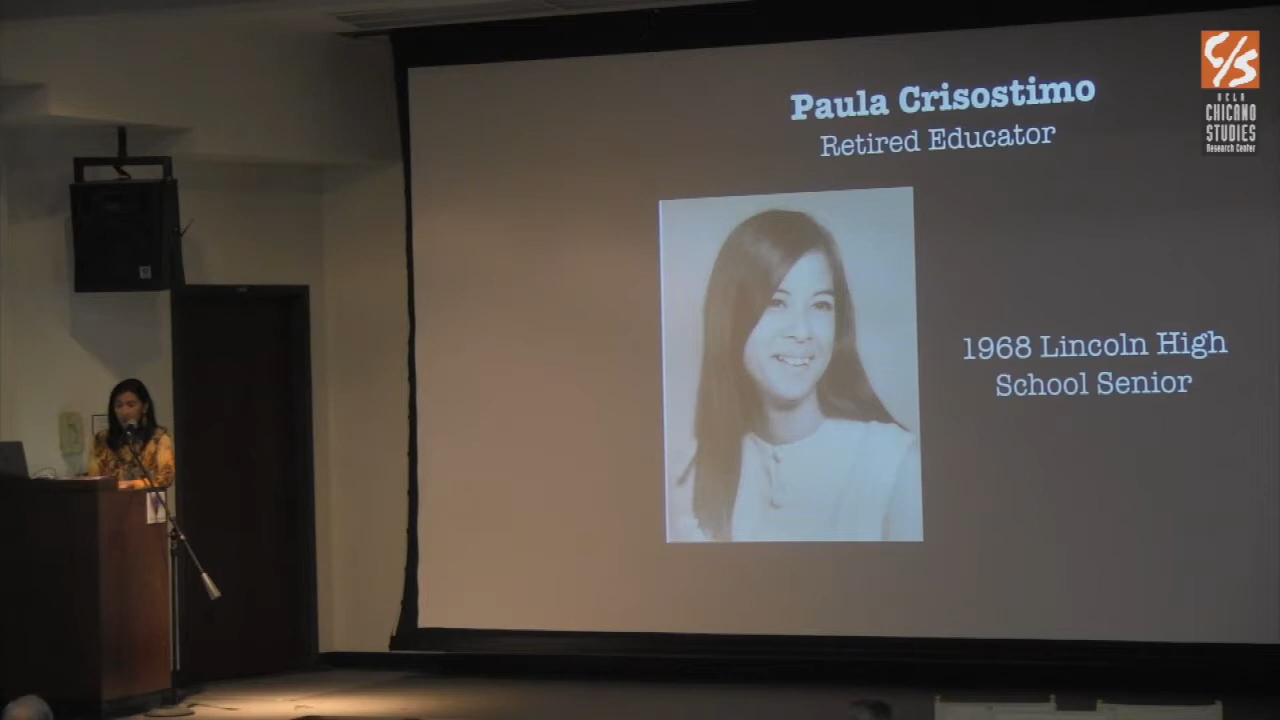 Paula Crisostimo
Retired Educator
1968 Lincoln High
School Senior
UCLA
CHICANO
STUDIES
Research Center